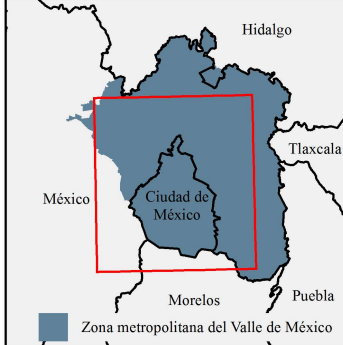 Hidalgo
Tlaxcala
México
Ciudad de
México
Morelos
Puebla
Zona metropolitana del Valle de México